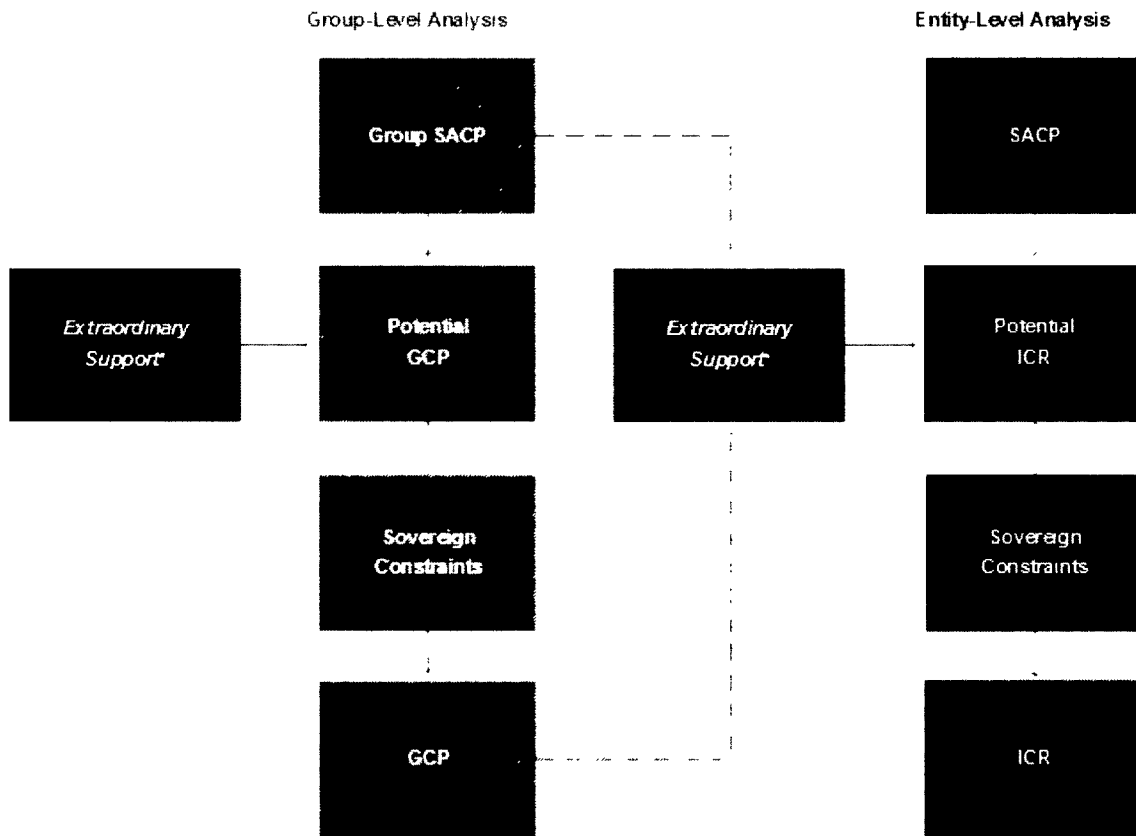 Group-Level Analysis
Entity-Level Analysis
Group SACP
SACP
Extraordinary
Support*
Potential
GCP
Extraordinary
Support*
Potential
ICR
Sovereign
Constraints
Sovereign
Constraints
GCP
ICR